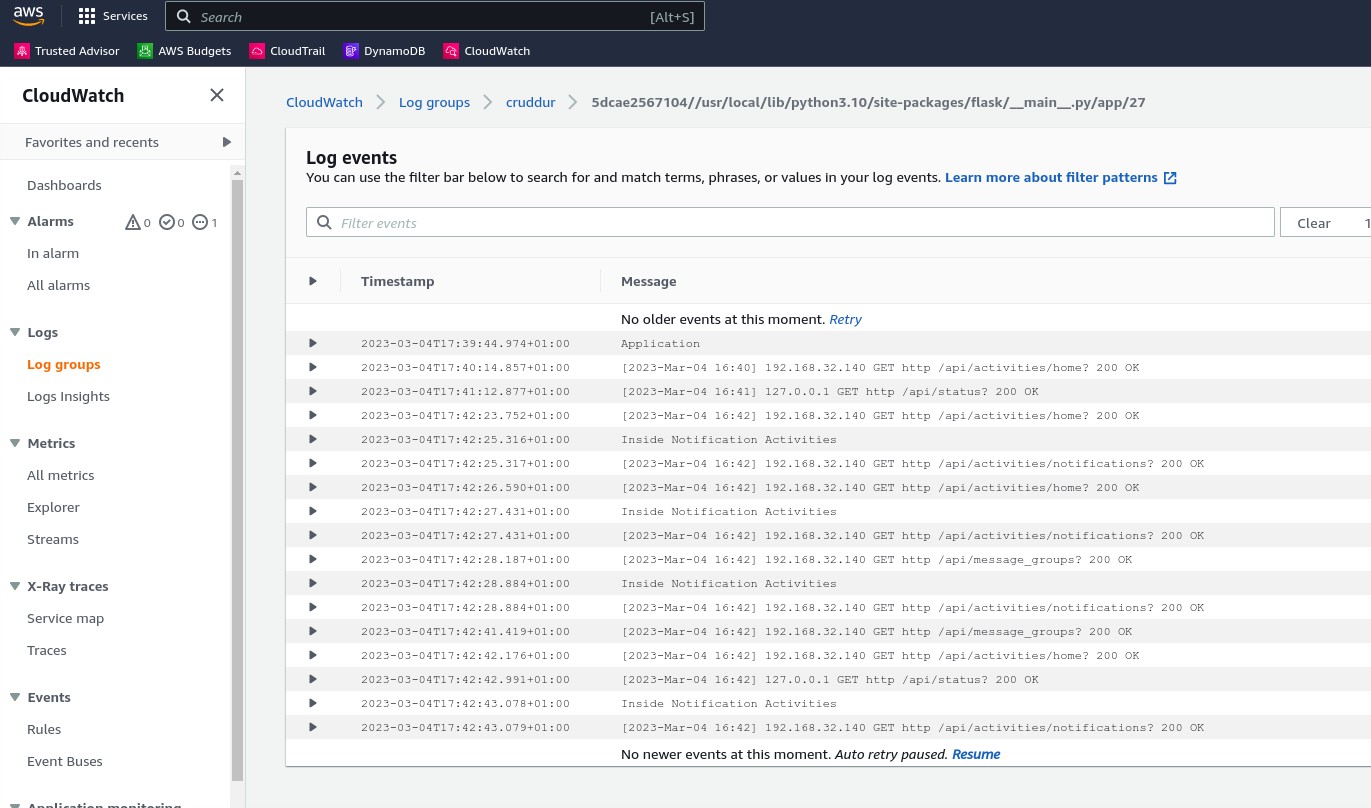 aws Services Search [Alt+S]
Trusted Advisor AWS Budgets CloudTrail DynamoDB CloudWatch
CloudWatch
Favorites and recents
Dashboards
Alarms 0 0 1
In alarm
All alarms
Logs
Log groups
Logs Insights
Metrics
All metrics
Explorer
Streams
X-Ray traces
Service map
Traces
Events
Rules
Event Buses
Application monitoring
CloudWatch Log groups cruddur 5dcae2567104//usr/local/lib/python3.10/site-packages/flask/__main__.py/app/27
Log events
You can use the filter bar below to search for and match terms, phrases, or values in your log events. Learn more about filter patterns
Filter events Clear 1
Timestamp Message
No older events at this moment. Retry
2023-03-04T17:39:44.974+01:00 Application
2023-03-04T17:40:14.857+01:00 [2023-Mar-04 16:40] 192.168.32.140 GET http /api/activities/home? 200 OK
2023-03-04T17:41:12.877+01:00 [2023-Mar-04 16:41] 127.0.0.1 GET http /api/status? 200 OK
2023-03-04T17:42:23.752+01:00 [2023-Mar-04 16:42] 192.168.32.140 GET http /api/activities/home? 200 OK
2023-03-04T17:42:25.316+01:00 Inside Notification Activities
2023-03-04T17:42:25.317+01:00 [2023-Mar-04 16:42] 192.168.32.140 GET http /api/activities/notifications? 200 OK
2023-03-04T17:42:26.590+01:00 [2023-Mar-04 16:42] 192.168.32.140 GET http /api/activities/home? 200 OK
2023-03-04T17:42:27.431+01:00 Inside Notification Activities
2023-03-04T17:42:27.431+01:00 [2023-Mar-04 16:42] 192.168.32.140 GET http /api/activities/notifications? 200 OK
2023-03-04T17:42:28.187+01:00 [2023-Mar-04 16:42] 192.168.32.140 GET http /api/message_groups? 200 OK
2023-03-04T17:42:28.884+01:00 Inside Notification Activities
2023-03-04T17:42:28.884+01:00 [2023-Mar-04 16:42] 192.168.32.140 GET http /api/activities/notifications? 200 OK
2023-03-04T17:42:41.419+01:00 [2023-Mar-04 16:42] 192.168.32.140 GET http /api/message_groups? 200 OK
2023-03-04T17:42:42.176+01:00 [2023-Mar-04 16:42] 192.168.32.140 GET http /api/activities/home? 200 OK
2023-03-04T17:42:42.991+01:00 [2023-Mar-04 16:42] 127.0.0.1 GET http /api/status? 200 OK
2023-03-04T17:42:43.078+01:00 Inside Notification Activities
2023-03-04T17:42:43.079+01:00 [2023-Mar-04 16:42] 192.168.32.140 GET http /api/activities/notifications? 200 OK
No newer events at this moment. Auto retry paused. Resume